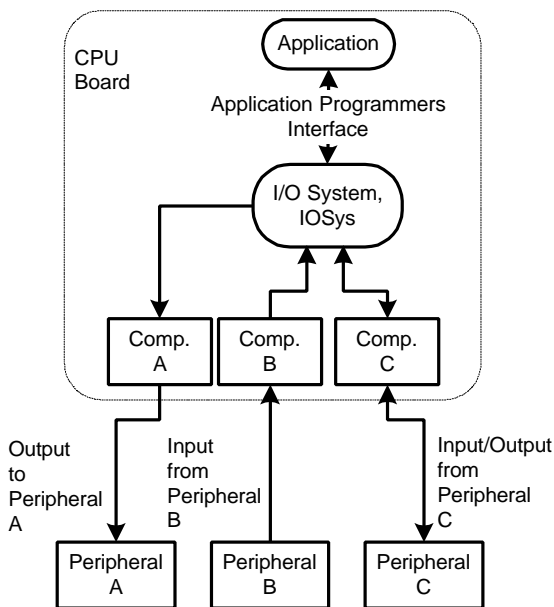 CPU
Board
Application
Application Programmers
Interface
I/O System,
IOSys
Comp.
A
Comp.
B
Comp.
C
Output
to
Peripheral
A
Input
from
Peripheral
B
Input/Output
from
Peripheral
C
Peripheral
A
Peripheral
B
Peripheral
C